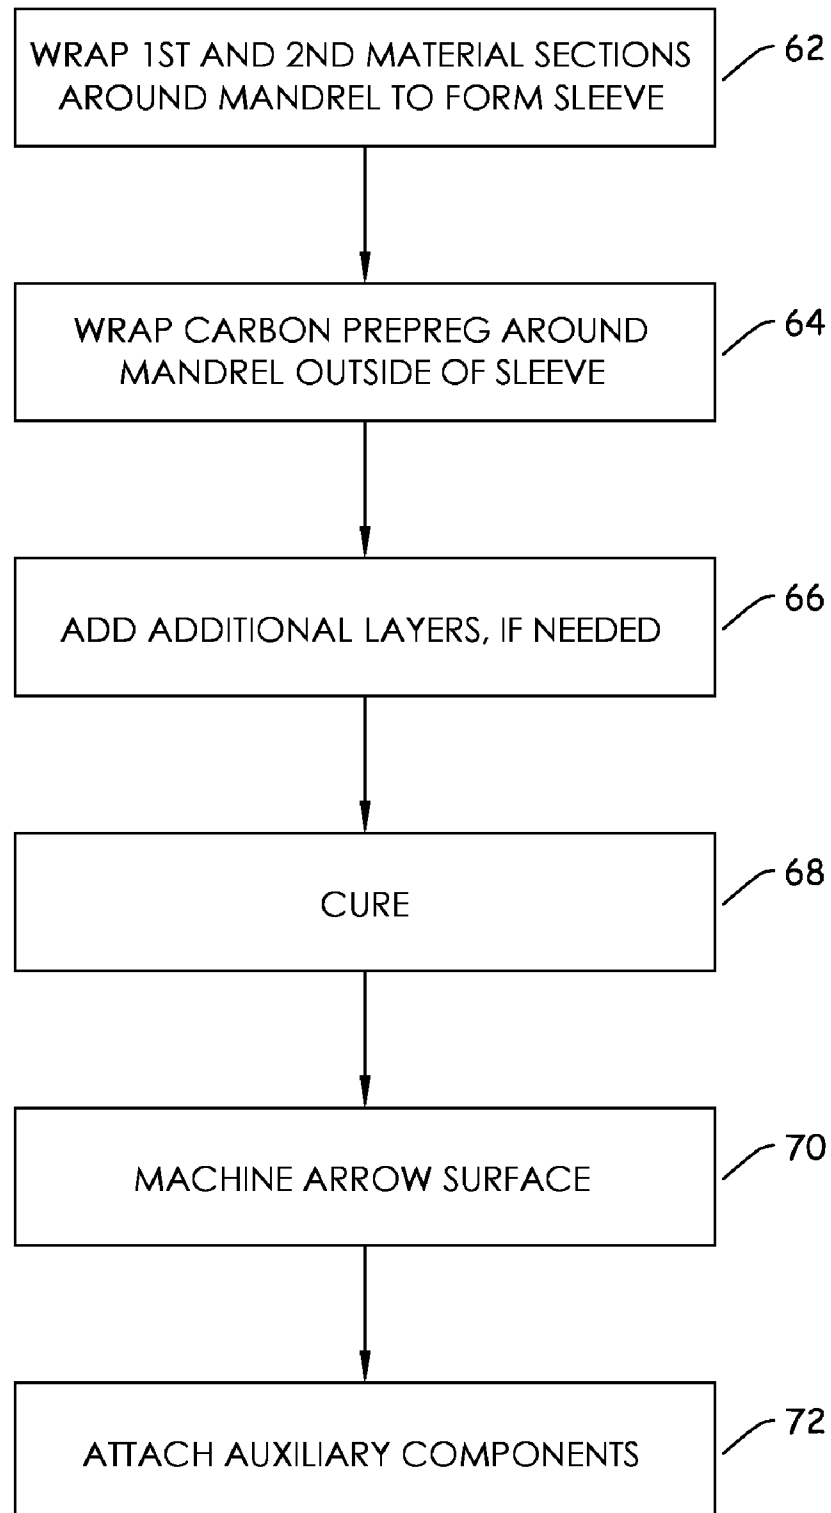 WRAP 1ST AND 2ND MATERIAL SECTIONS
AROUND MANDREL TO FORM SLEEVE
62
WRAP CARBON PREPREG AROUND
MANDREL OUTSIDE OF SLEEVE
64
ADD ADDITIONAL LAYERS, IF NEEDED
66
CURE
68
MACHINE ARROW SURFACE
70
ATTACH AUXILIARY COMPONENTS
72